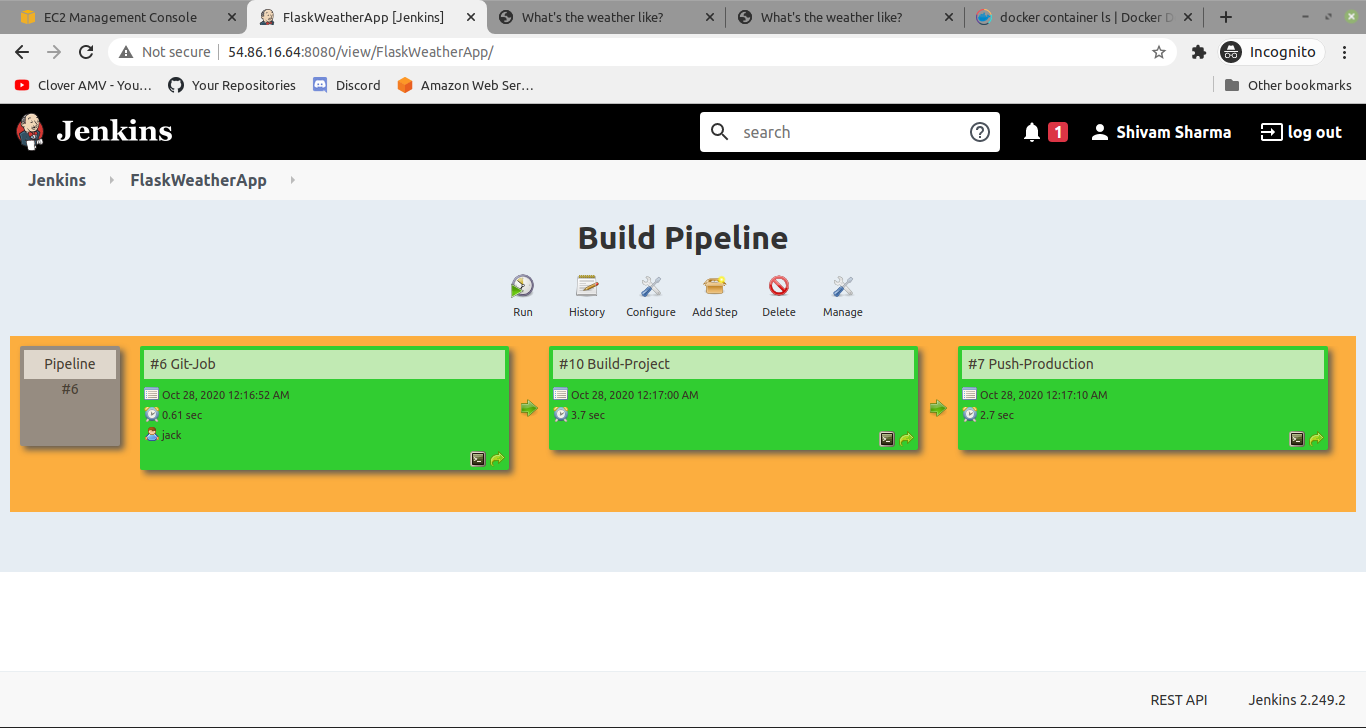 EC2 Management Console
FlaskWeatherApp [Jenkins]
What's the weather like?
What's the weather like?
docker container ls | Docker D
Not secure
54.86.16.64:8080/view/FlaskWeatherApp/
Incognito
Clover AMV - You…
Your Repositories
Discord
Amazon Web Ser…
Other bookmarks
Jenkins
search
1
Shivam Sharma
log out
Jenkins
FlaskWeatherApp
Build Pipeline
Run
History
Configure
Add Step
Delete
Manage
Pipeline
#6
#6 Git-Job
Oct 28, 2020 12:16:52 AM
0.61 sec
jack
#10 Build-Project
Oct 28, 2020 12:17:00 AM
3.7 sec
#7 Push-Production
Oct 28, 2020 12:17:10 AM
2.7 sec
REST API
Jenkins 2.249.2